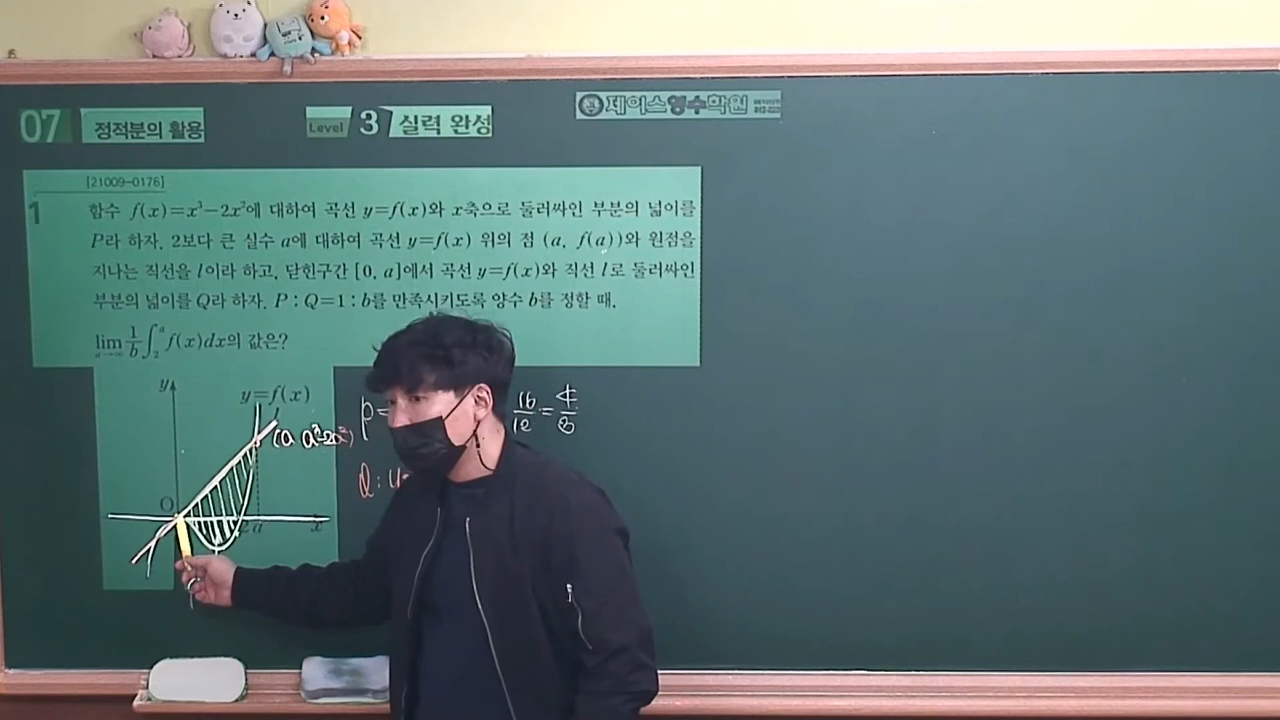 07 정적분의 활용 Level 3 실력 완성 제이스영수학원
[21009-0176]
1 함수 f(x)=x³-2x²에 대하여 곡선 y=f(x)와 x축으로 둘러싸인 부분의 넓이를
P라 하자. 2보다 큰 실수 a에 대하여 곡선 y=f(x) 위의 점 (a, f(a))와 원점을
지나는 직선을 l이라 하고, 닫힌구간 [0, a]에서 곡선 y=f(x)와 직선 l로 둘러싸인
부분의 넓이를 Q라 하자. P : Q=1 : b를 만족시키도록 양수 b를 정할 때,
lim a→∞ 1/b ∫₂ᵃ f(x)dx의 값은?
y
y=f(x)
(a a³-2a²)
O 2 a x
P= 16/12 = 4/3
Q: